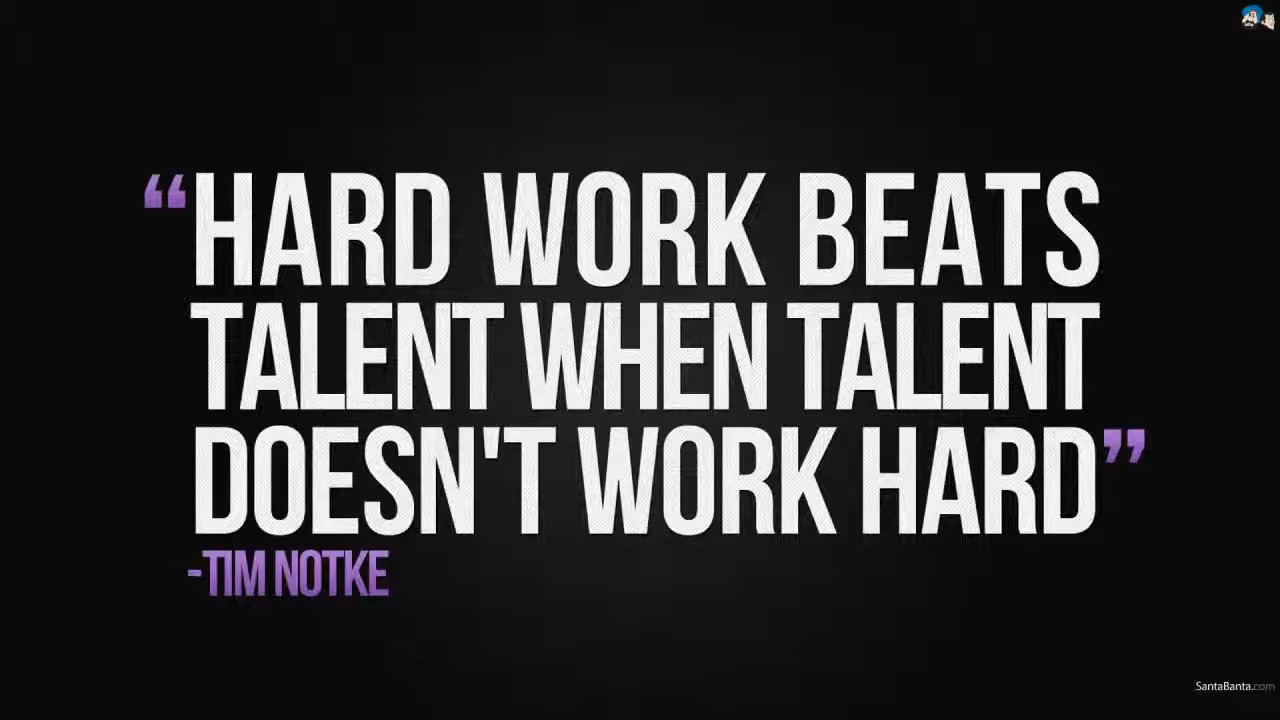 “HARD WORK BEATS
TALENT WHEN TALENT
DOESN'T WORK HARD”
-TIM NOTKE
SantaBanta.com